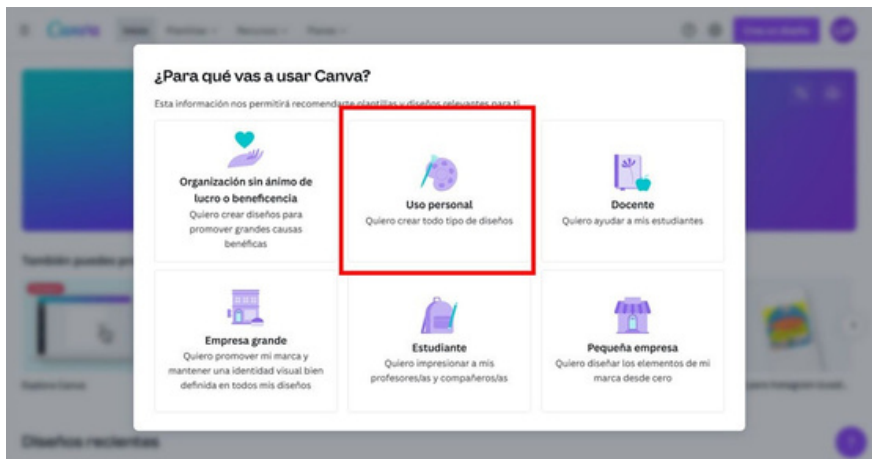 Canva
¿Para qué vas a usar Canva?
Esta información nos permitirá recomendarte plantillas y diseños relevantes para ti.
Organización sin ánimo de
lucro o beneficencia
Quiero crear diseños para
promover grandes causas
benéficas
Uso personal
Quiero crear todo tipo de diseños
Docente
Quiero ayudar a mis estudiantes
Empresa grande
Quiero promover mi marca y
mantener una identidad visual bien
definida en todos mis diseños
Estudiante
Quiero impresionar a mis
profesores/as y compañeros/as
Pequeña empresa
Quiero diseñar los elementos de mi
marca desde cero
Diseños recientes